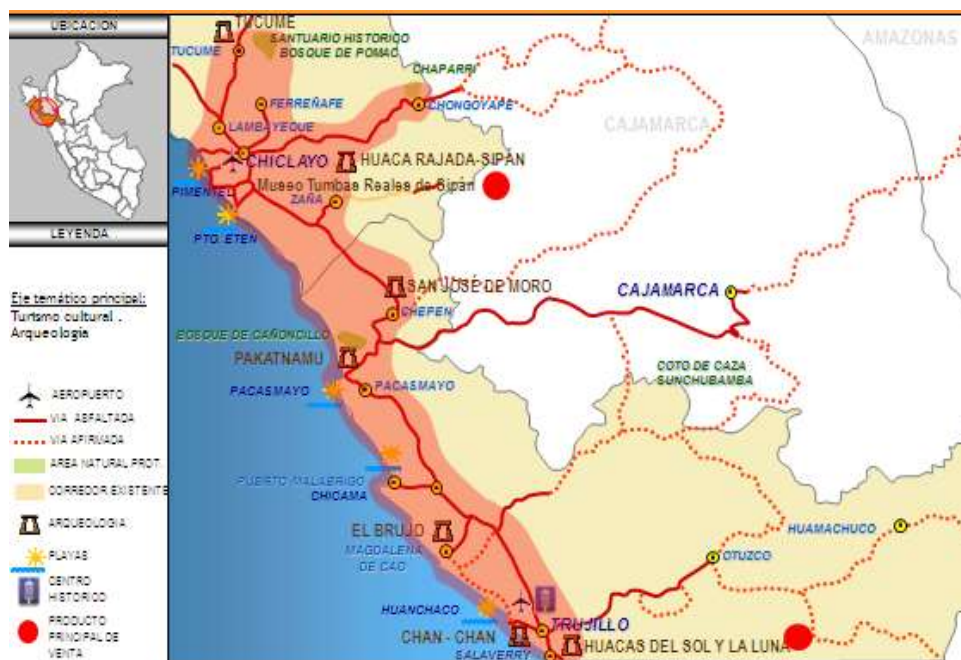 UBICACION
LEYENDA
Eje temático principal:
Turismo cultural .
Arqueologia
AEROPUERTO
VIA ASFALTADA
VIA AFIRMADA
AREA NATURAL PROT.
CORREDOR EXISTENTE
ARQUEOLOGIA
PLAYAS
CENTRO
HISTORICO
PRODUCTO
PRINCIPAL DE
VENTA
TUCUME
SANTUARIO HISTORICO
BOSQUE DE POMAC
TUCUME
AMAZONAS
CHAPARRI
FERREÑAFE
CHONGOYAPE
LAMBAYEQUE
CAJAMARCA
CHICLAYO
HUACA RAJADA-SIPÁN
PIMENTEL
Museo Tumbas Reales de Sipán
ZAÑA
PTO. ETEN
SAN JOSÉ DE MORO
CAJAMARCA
CHEPEN
BOSQUE DE CAÑONCILLO
PAKATNAMU
COTO DE CAZA
SUNCHUBAMBA
PACASMAYO
PACASMAYO
PUERTO MALABRIGO
CHICAMA
EL BRUJO
HUAMACHUCO
MAGDALENA
DE CAO
OTUZCO
HUANCHACO
TRUJILLO
CHAN - CHAN
HUACAS DEL SOL Y LA LUNA
SALAVERRY